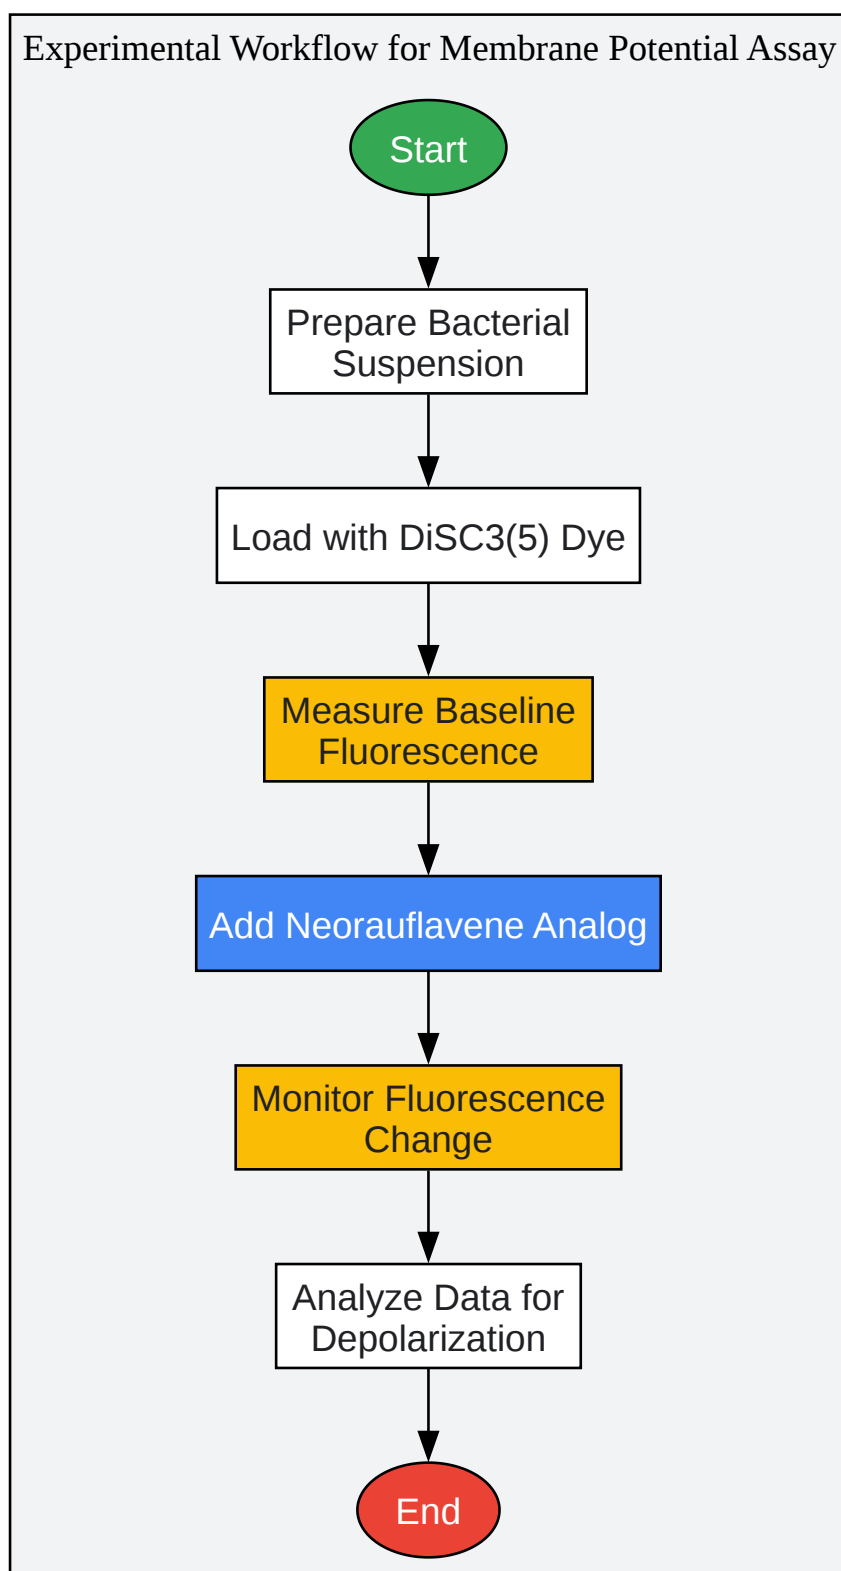 Experimental Workflow for Membrane Potential Assay
Start
Prepare Bacterial
Suspension
Load with DiSC3(5) Dye
Measure Baseline
Fluorescence
Add Neorauflavene Analog
Monitor Fluorescence
Change
Analyze Data for
Depolarization
End